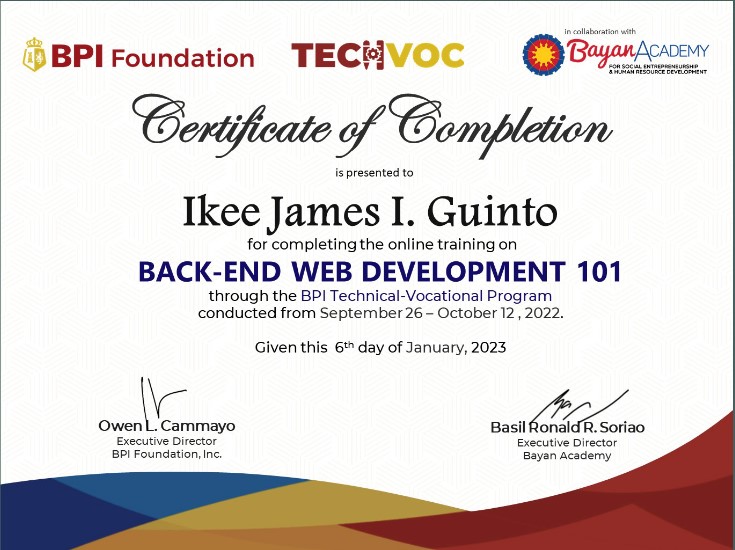 BPI Foundation
TECHVOC
in collaboration with
Bayan ACADEMY
FOR SOCIAL ENTREPRENEURSHIP
& HUMAN RESOURCE DEVELOPMENT
Certificate of Completion
is presented to
Ikee James I. Guinto
for completing the online training on
BACK-END WEB DEVELOPMENT 101
through the BPI Technical-Vocational Program
conducted from September 26 – October 12 , 2022.
Given this 6th day of January, 2023
Owen L. Cammayo
Executive Director
BPI Foundation, Inc.
Basil Ronald R. Soriao
Executive Director
Bayan Academy